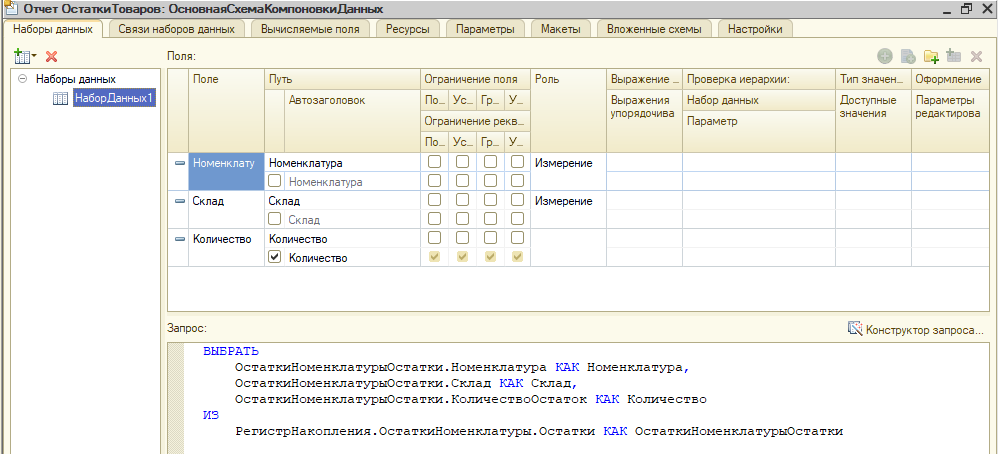 Отчет ОстаткиТоваров: ОсновнаяСхемаКомпоновкиДанных
Наборы данных Связи наборов данных Вычисляемые поля Ресурсы Параметры Макеты Вложенные схемы Настройки
Поля:
Наборы данных
НаборДанных1
Поле Путь Ограничение поля Роль Выражение ... Проверка иерархии: Тип значен... Оформление
Автозаголовок По... Ус... Гр... У... Выражения упорядочива Набор данных Доступные значения Параметры редактирова
Ограничение рекв...
Параметр
По... Ус... Гр... У...
Номенклату Номенклатура Измерение
Номенклатура
Склад Склад Измерение
Склад
Количество Количество
Количество
Запрос:
Конструктор запроса...
ВЫБРАТЬ
ОстаткиНоменклатурыОстатки.Номенклатура КАК Номенклатура,
ОстаткиНоменклатурыОстатки.Склад КАК Склад,
ОстаткиНоменклатурыОстатки.КоличествоОстаток КАК Количество
ИЗ
РегистрНакопления.ОстаткиНоменклатуры.Остатки КАК ОстаткиНоменклатурыОстатки